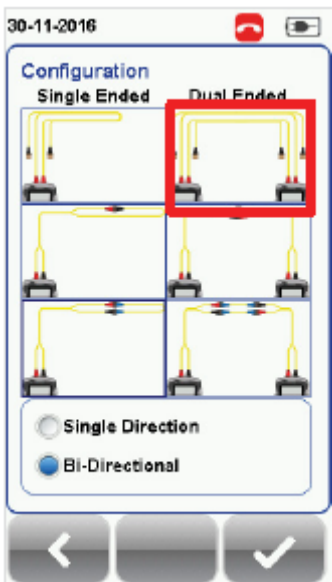 30-11-2016
Configuration
Single Ended Dual Ended
Single Direction
Bi-Directional